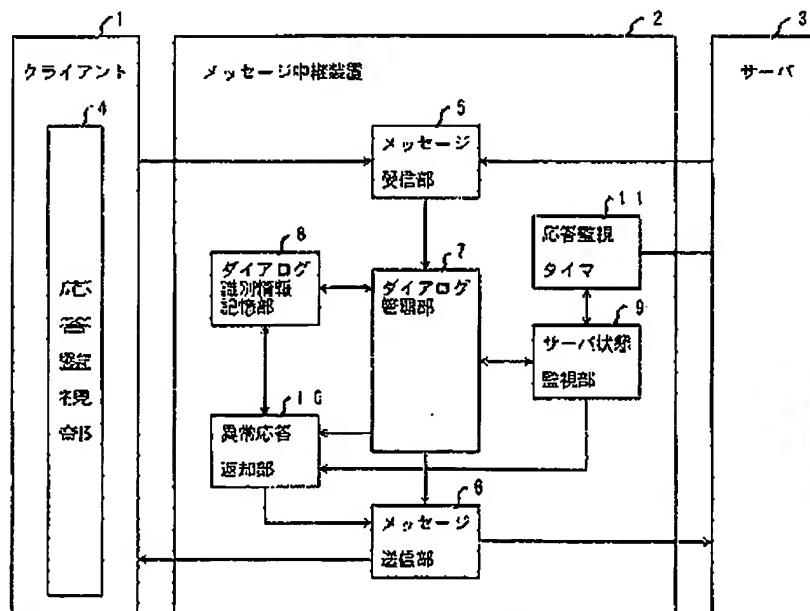 1
2
3
クライアント
メッセージ中継装置
サーバ
4
応答監視部
5
メッセージ
受信部
11
応答監視
タイマ
8
ダイアログ
識別情報
記憶部
7
ダイアログ
管理部
9
サーバ状態
監視部
10
異常応答
返却部
6
メッセージ
送信部